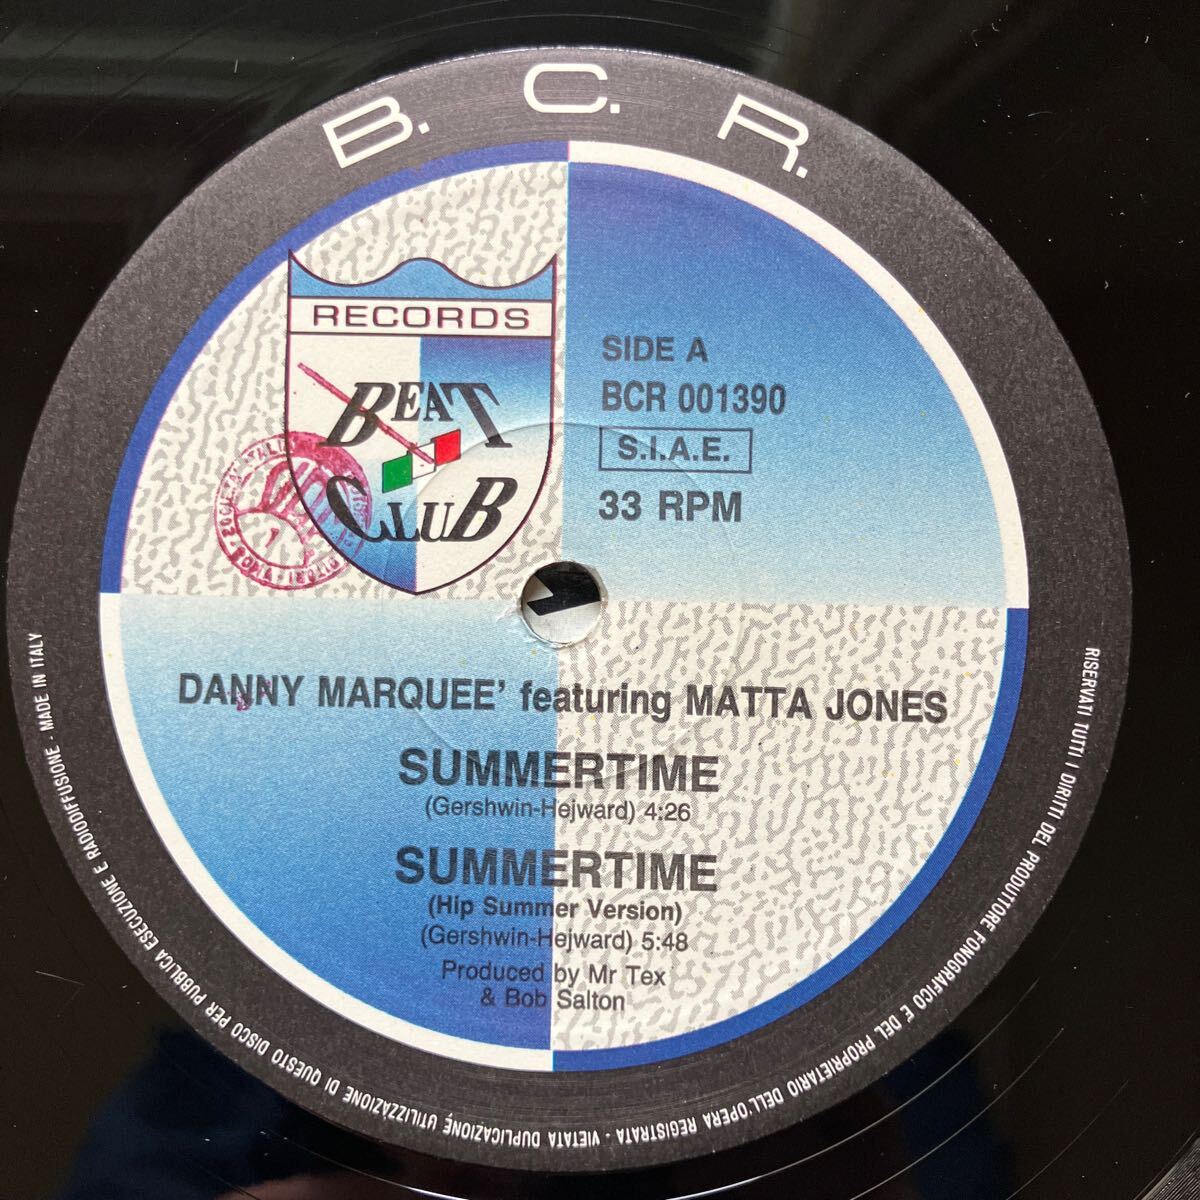 B. C. R.
RECORDS
BEAT
CLUB
SIDE A
BCR 001390
S.I.A.E.
33 RPM
DANNY MARQUEE' featuring MATTA JONES
SUMMERTIME
(Gershwin-Hejward) 4:26
SUMMERTIME
(Hip Summer Version)
(Gershwin-Hejward) 5:48
Produced by Mr Tex
& Bob Salton
RISERVATI TUTTI I DIRITTI DEL PRODUTTORE FONOGRAFICO E DEL PROPRIETARIO DELL'OPERA REGISTRATA - VIETATA DUPLICAZIONE UTILIZZAZIONE DI QUESTO DISCO PER PUBBLICA ESECUZIONE E RADIODIFFUSIONE - MADE IN ITALY